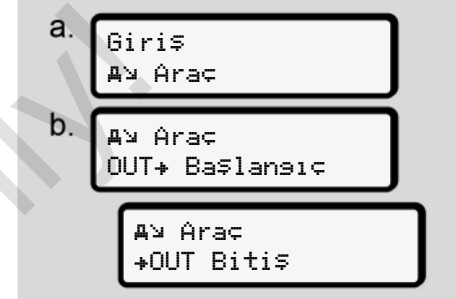 a.
Giriş
Araç
b.
Araç
OUT→ Başlangıç
Araç
→OUT Bitiş